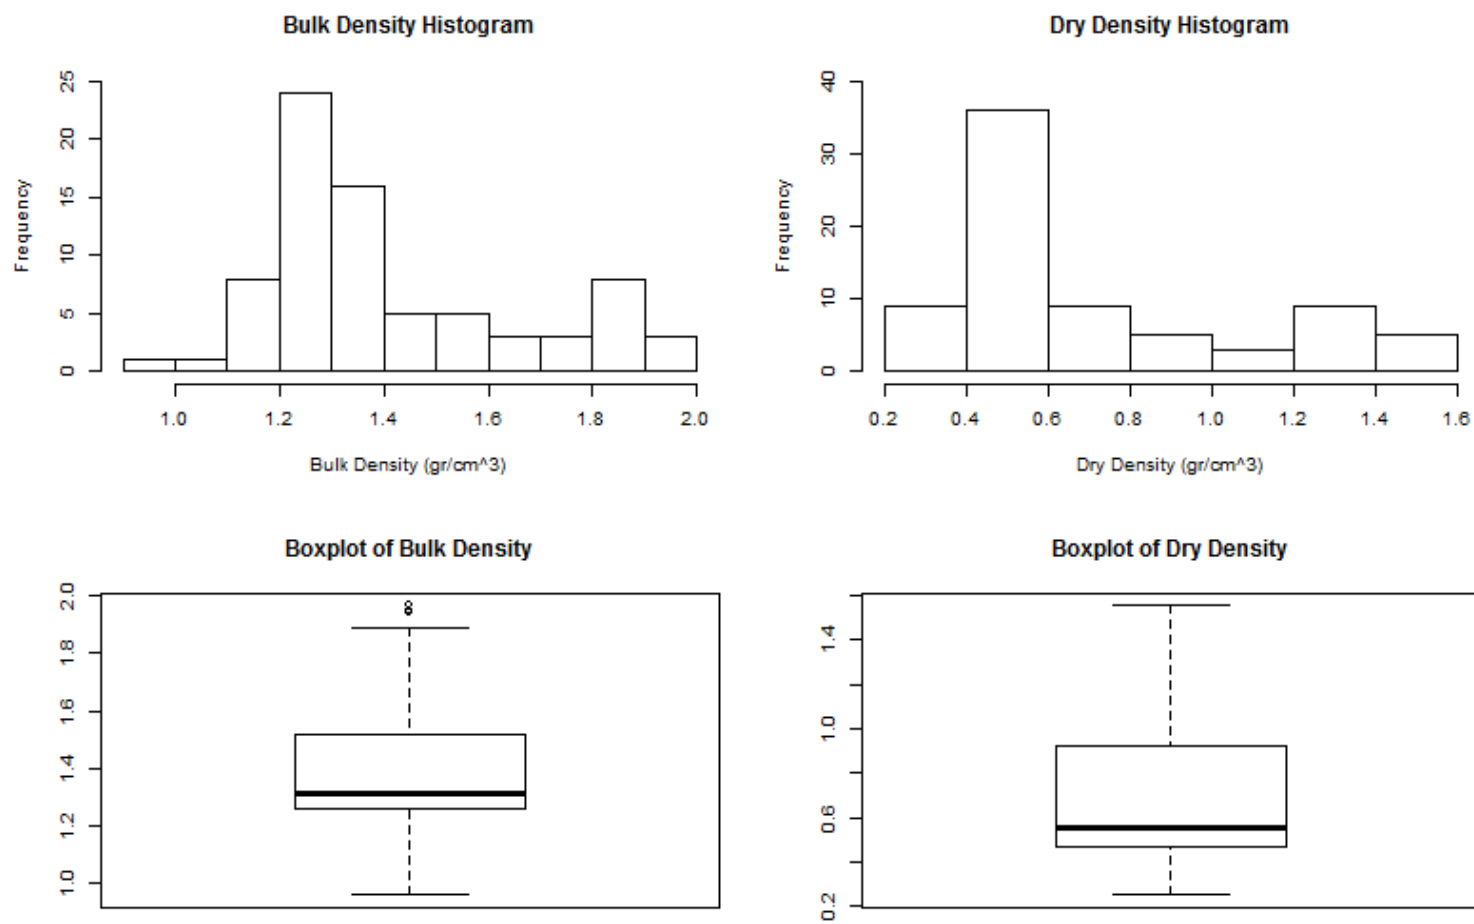 Bulk Density Histogram
Frequency
0 5 10 15 20 25
1.0 1.2 1.4 1.6 1.8 2.0
Bulk Density (gr/cm^3)
Dry Density Histogram
Frequency
0 10 20 30 40
0.2 0.4 0.6 0.8 1.0 1.2 1.4 1.6
Dry Density (gr/cm^3)
Boxplot of Bulk Density
1.0 1.2 1.4 1.6 1.8 2.0
Boxplot of Dry Density
0.2 0.6 1.0 1.4